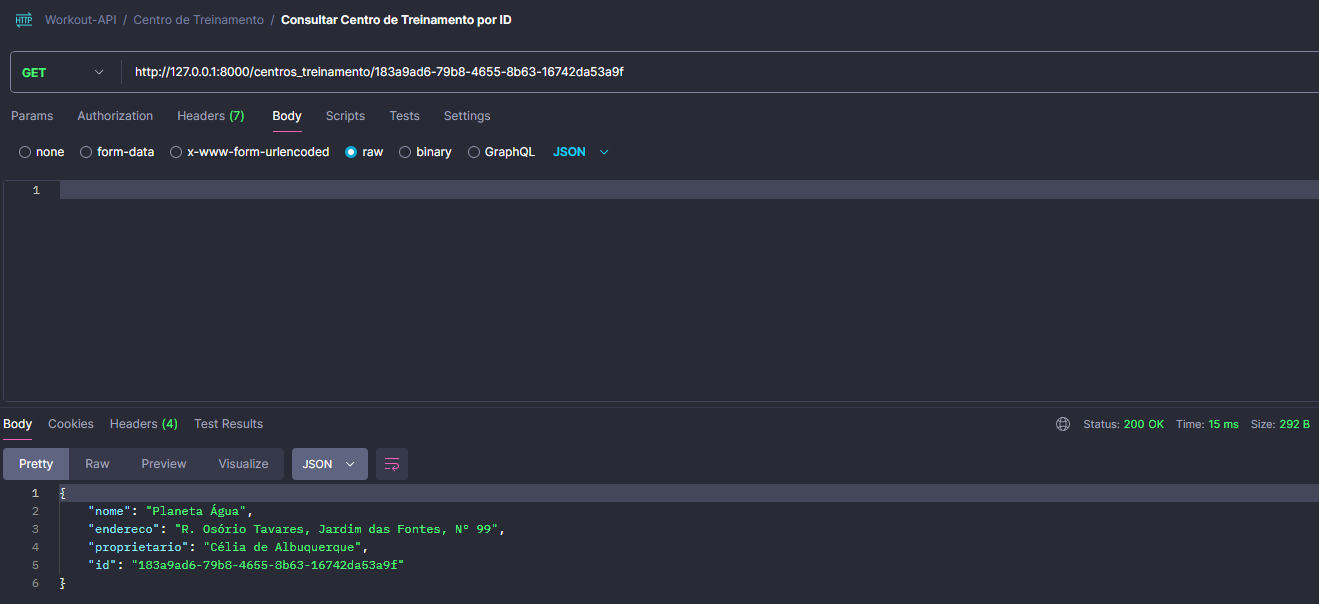 HTTP Workout-API / Centro de Treinamento / Consultar Centro de Treinamento por ID
GET http://127.0.0.1:8000/centros_treinamento/183a9ad6-79b8-4655-8b63-16742da53a9f
Params Authorization Headers (7) Body Scripts Tests Settings
none form-data x-www-form-urlencoded raw binary GraphQL JSON
1
Body Cookies Headers (4) Test Results Status: 200 OK Time: 15 ms Size: 292 B
Pretty Raw Preview Visualize JSON
1 {
2 "nome": "Planeta Água",
3 "endereco": "R. Osório Tavares, Jardim das Fontes, Nº 99",
4 "proprietario": "Célia de Albuquerque",
5 "id": "183a9ad6-79b8-4655-8b63-16742da53a9f"
6 }